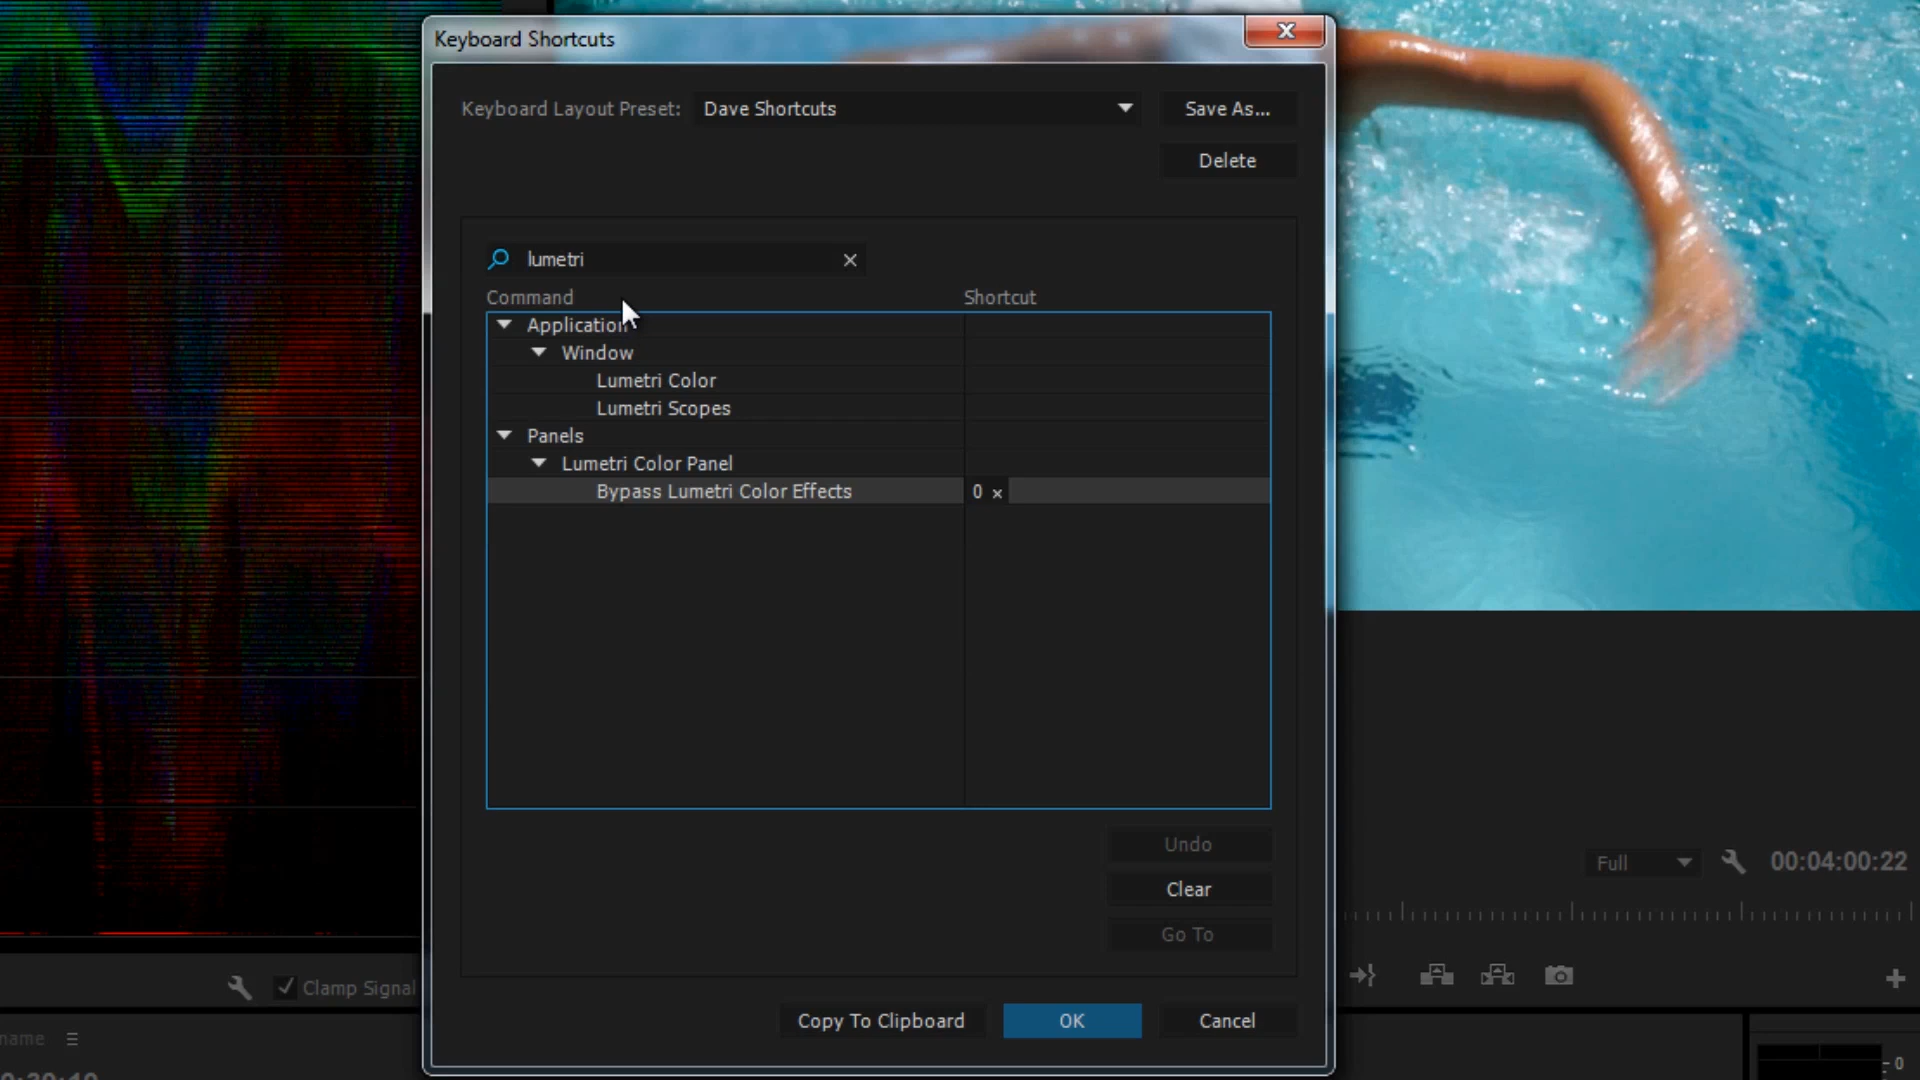 Keyboard Shortcuts
Keyboard Layout Preset: Dave Shortcuts Save As...
Delete
lumetri
Command Shortcut
Application
Window
Lumetri Color
Lumetri Scopes
Panels
Lumetri Color Panel
Bypass Lumetri Color Effects 0 x
Undo
Clear
Go To
Copy To Clipboard OK Cancel
Clamp Signal
Full 00:04:00:22
0